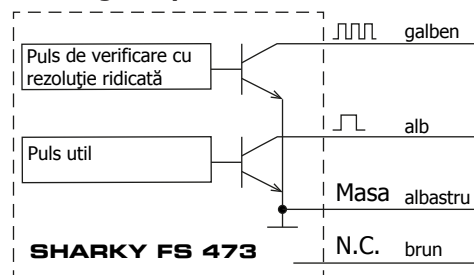 galben
Puls de verificare cu
rezoluţie ridicată
alb
Puls util
Masa albastru
SHARKY FS 473
N.C. brun